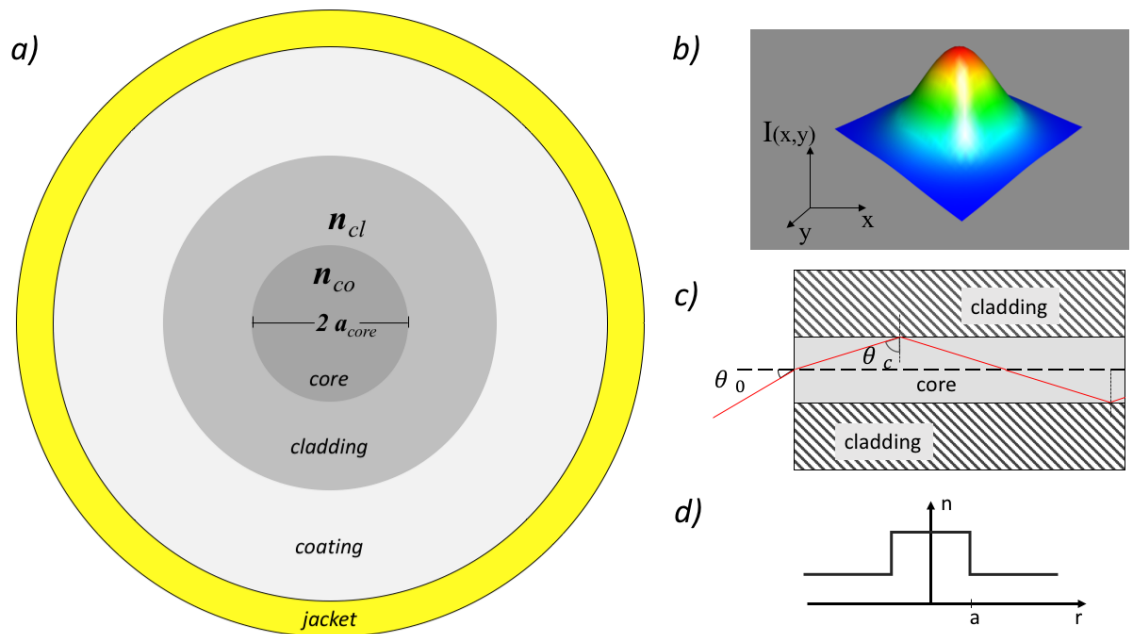 a)
n_cl
n_co
2 a_core
core
cladding
coating
jacket
b)
I(x,y)
x
y
c)
cladding
θ_c
θ_0
core
cladding
d)
n
a
r